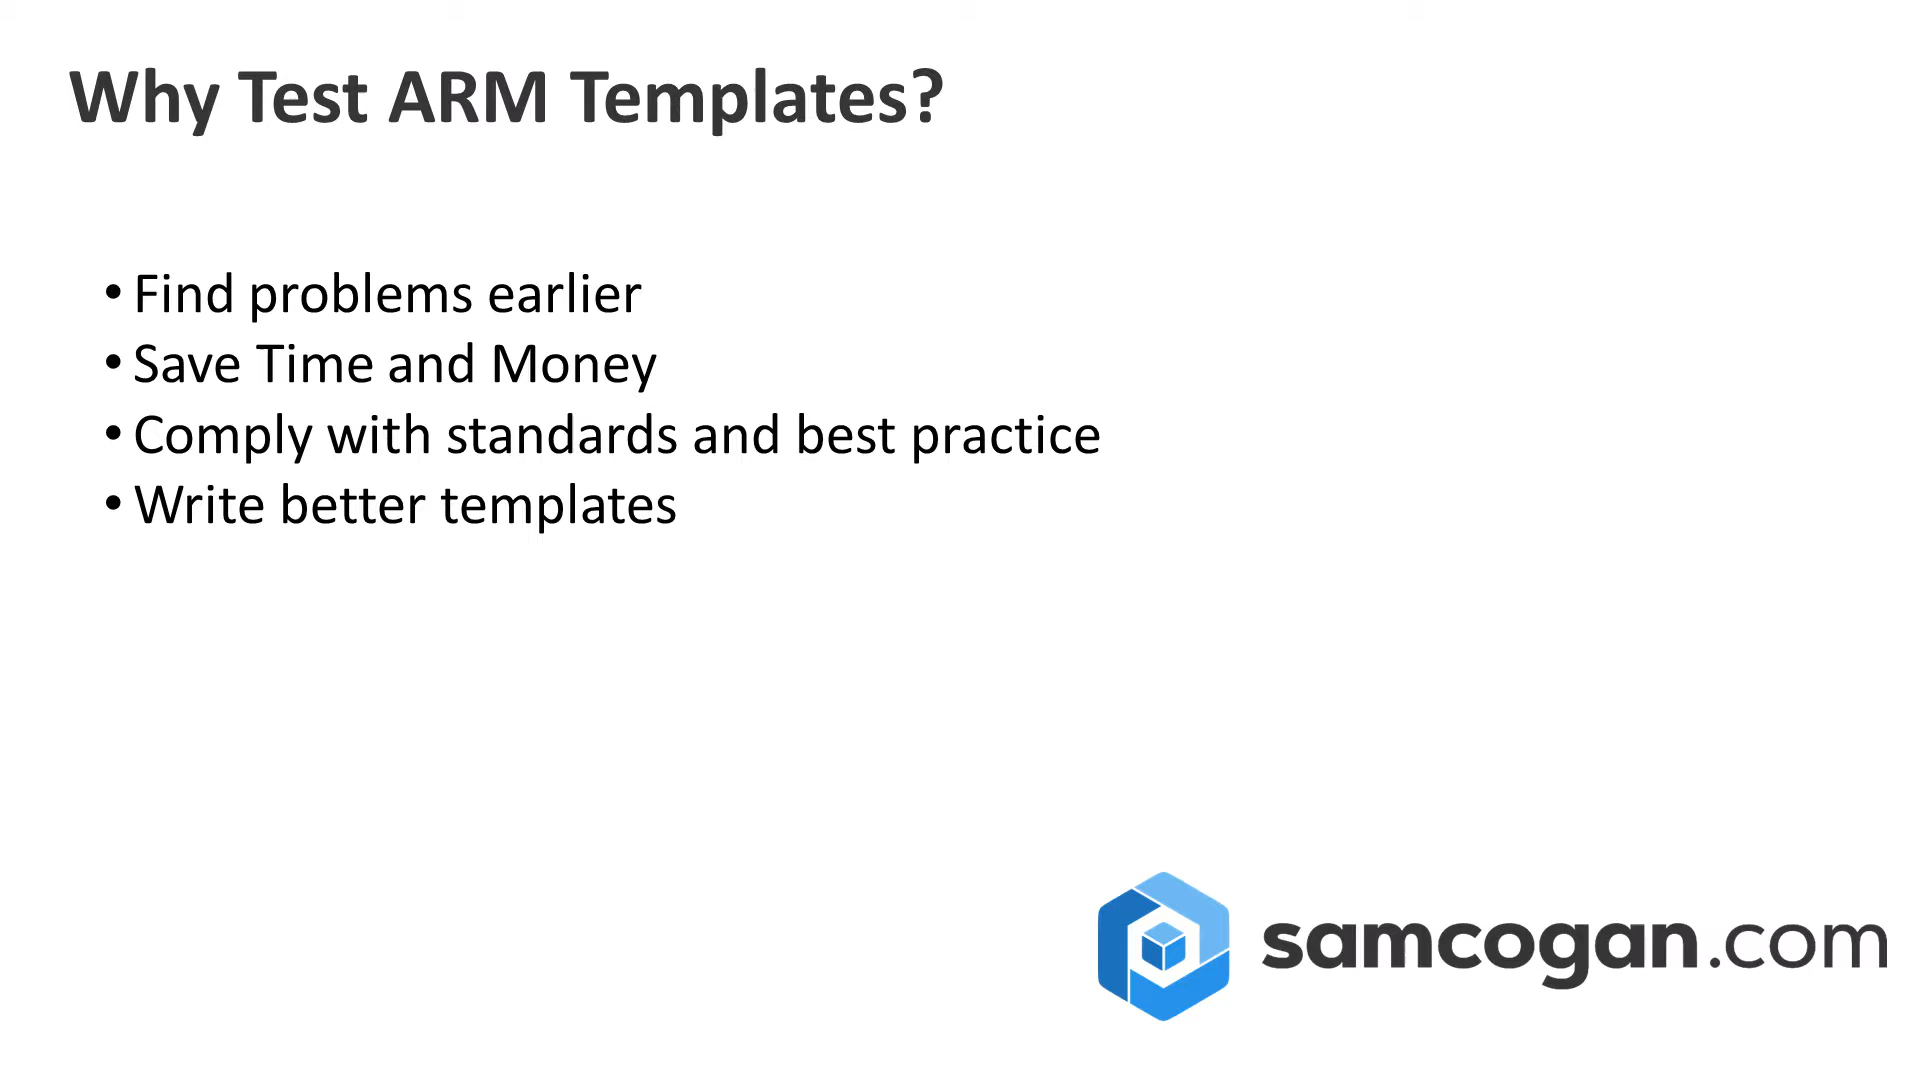 Why Test ARM Templates?
• Find problems earlier
• Save Time and Money
• Comply with standards and best practice
• Write better templates
samcogan.com